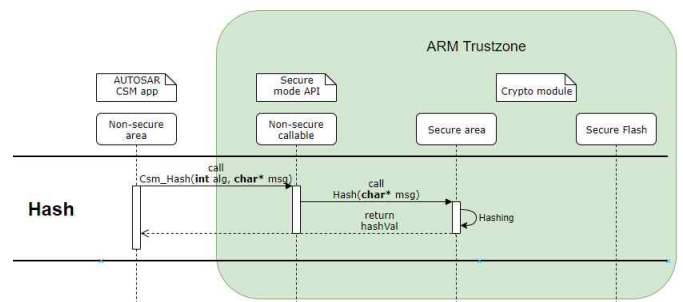 ARM Trustzone
AUTOSAR
CSM app
Secure
mode API
Crypto module
Non-secure
area
Non-secure
callable
Secure area
Secure Flash
call
Csm_Hash(int alg, char* msg)
call
Hash(char* msg)
Hash
return
hashVal
Hashing